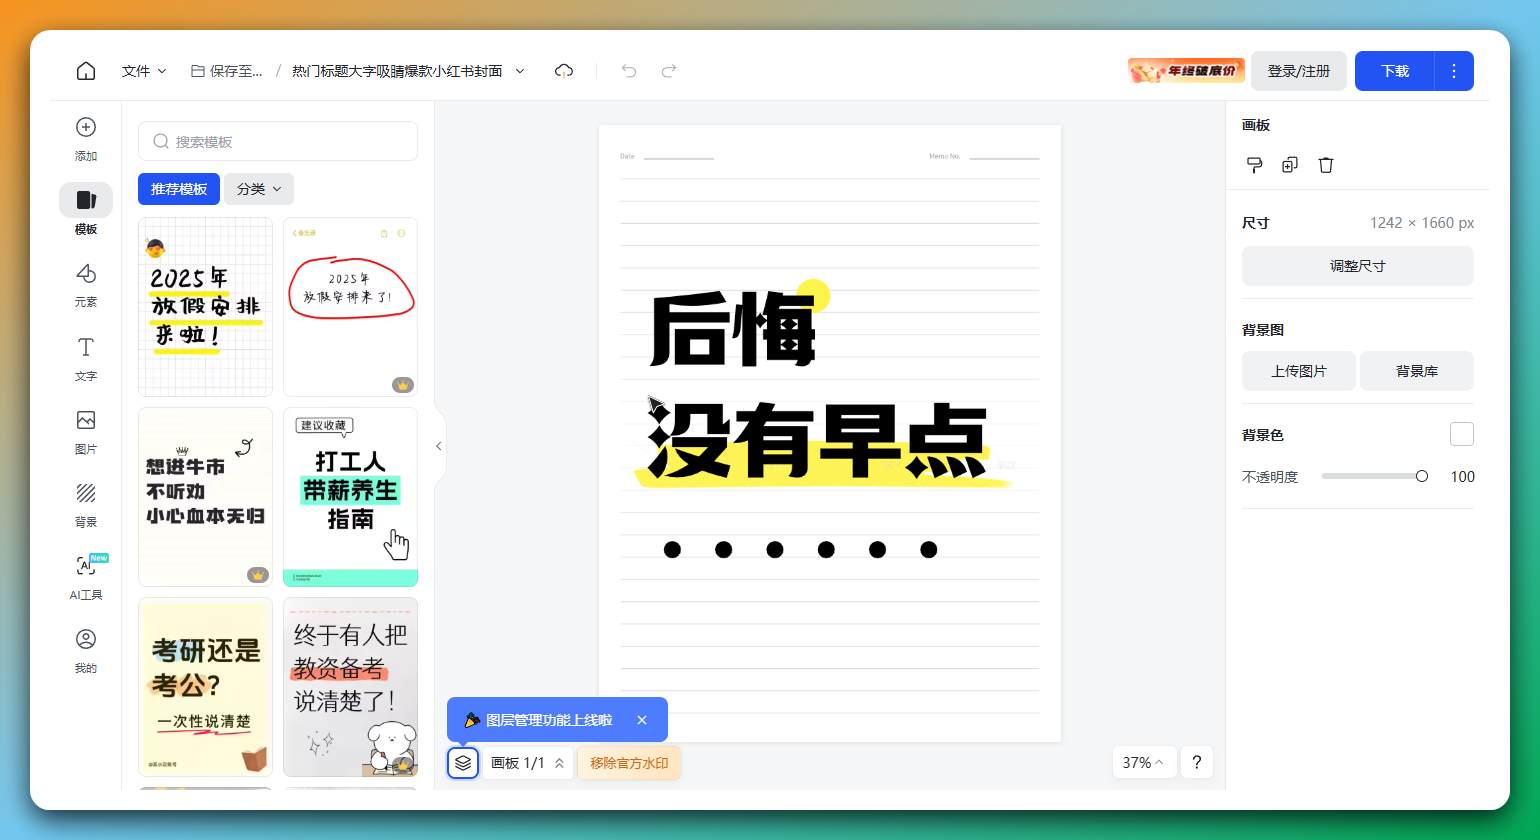 文件
保存至...
/
热门标题大字吸睛爆款小红书封面
年终破底价
登录/注册
下载
添加
模板
元素
文字
图片
背景
New
AI
AI工具
我的
搜索模板
推荐模板
分类
2025年
放假安排
来啦!
备忘录
2025年
放假安排来了!
想进牛市
不听劝
小心血本无归
建议收藏
打工人
带薪养生
指南
考研还是
考公?
一次性说清楚
终于有人把
教资备考
说清楚了!
Date
Memo No.
后悔
没有早点
● ● ● ● ● ●
图层管理功能上线啦
画板 1/1
移除官方水印
37%
?
画板
尺寸
1242 × 1660 px
调整尺寸
背景图
上传图片
背景库
背景色
不透明度
100